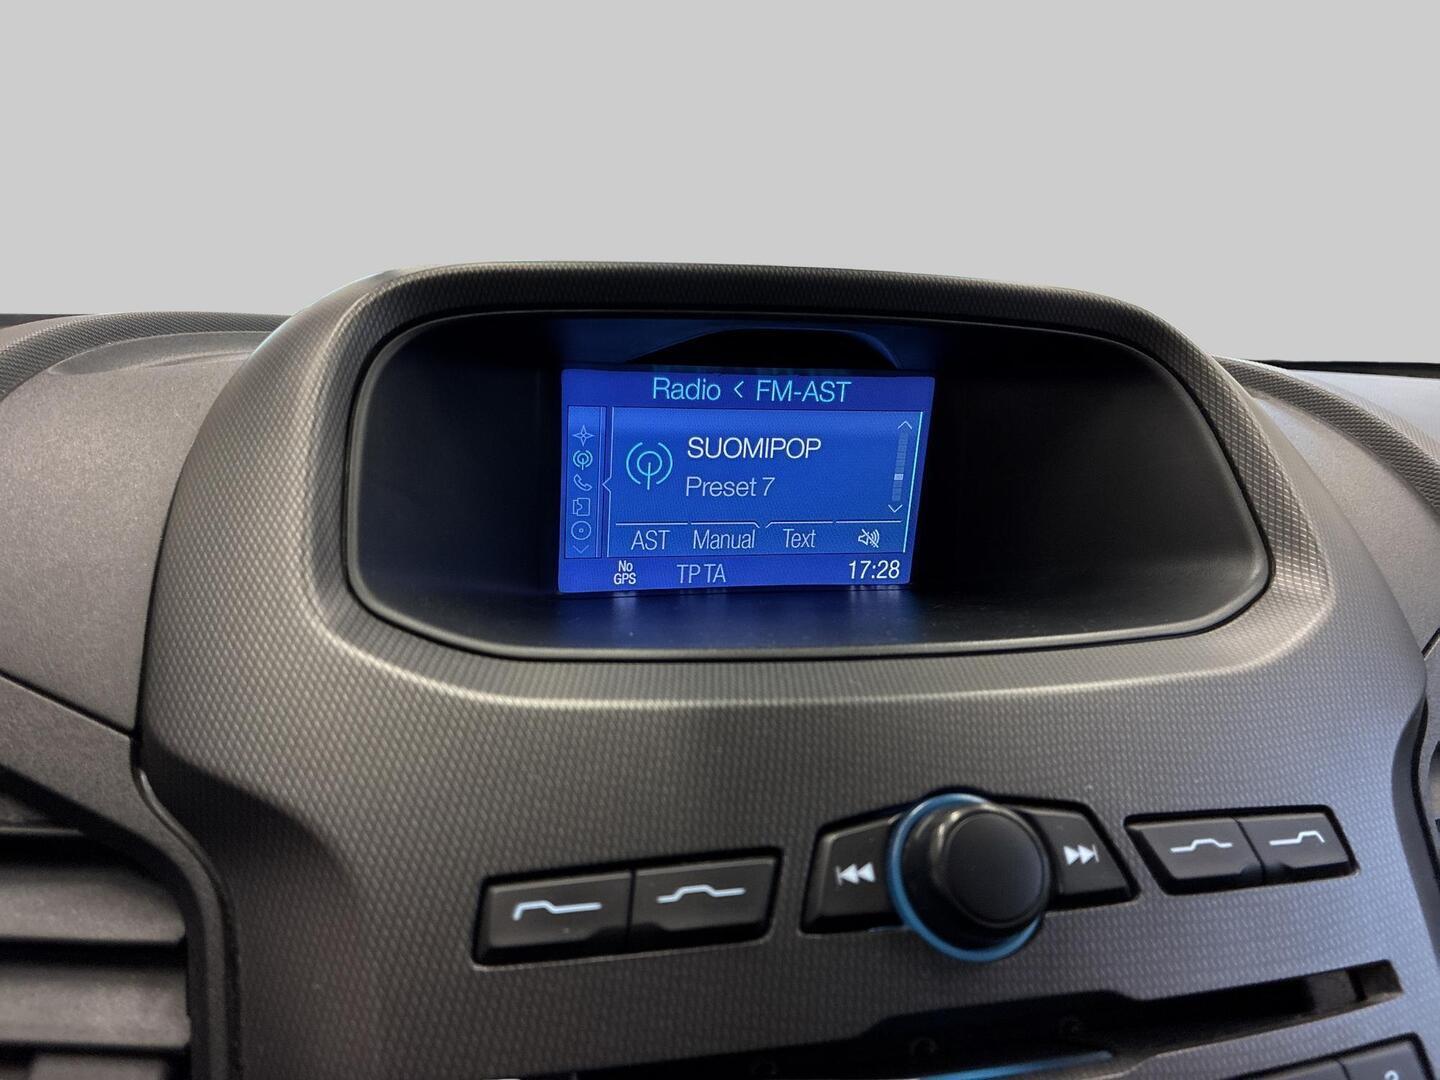 Radio < FM-AST
SUOMIPOP
Preset 7
AST Manual Text
No GPS TP TA 17:28